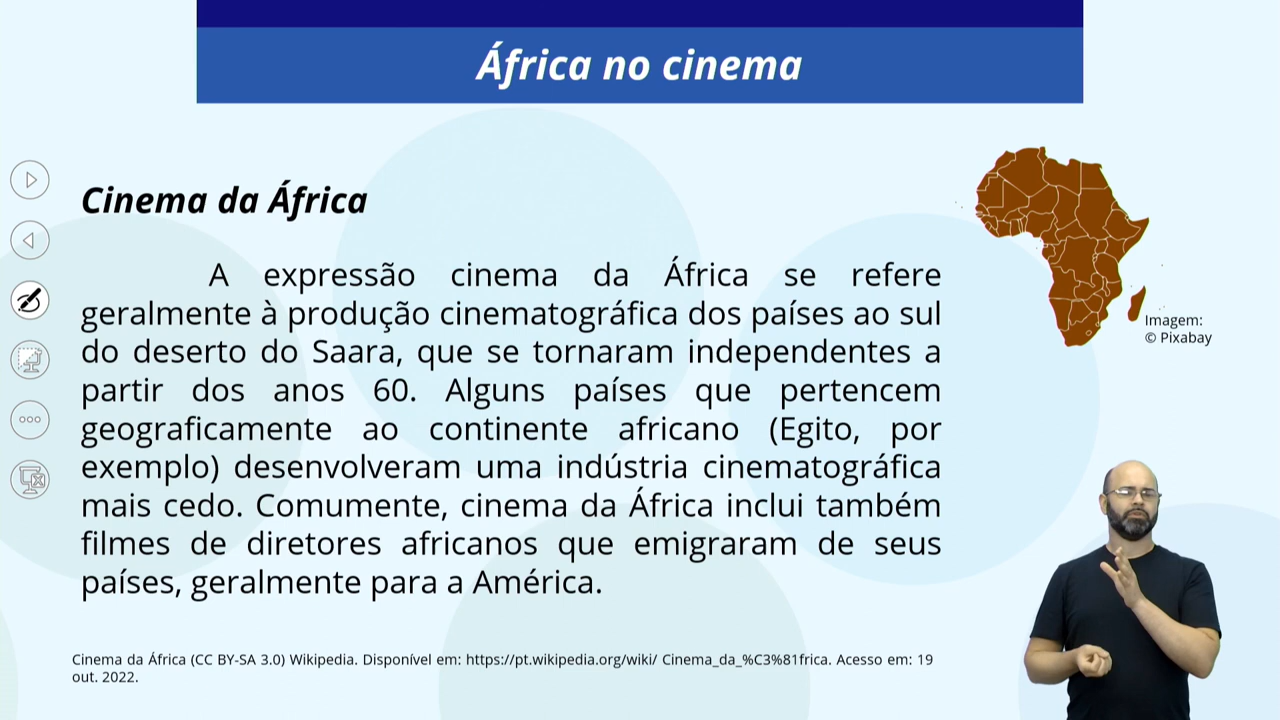 África no cinema
Cinema da África
A expressão cinema da África se refere
geralmente à produção cinematográfica dos países ao sul
do deserto do Saara, que se tornaram independentes a
partir dos anos 60. Alguns países que pertencem
geograficamente ao continente africano (Egito, por
exemplo) desenvolveram uma indústria cinematográfica
mais cedo. Comumente, cinema da África inclui também
filmes de diretores africanos que emigraram de seus
países, geralmente para a América.
Imagem:
© Pixabay
Cinema da África (CC BY-SA 3.0) Wikipedia. Disponível em: https://pt.wikipedia.org/wiki/ Cinema_da_%C3%81frica. Acesso em: 19
out. 2022.